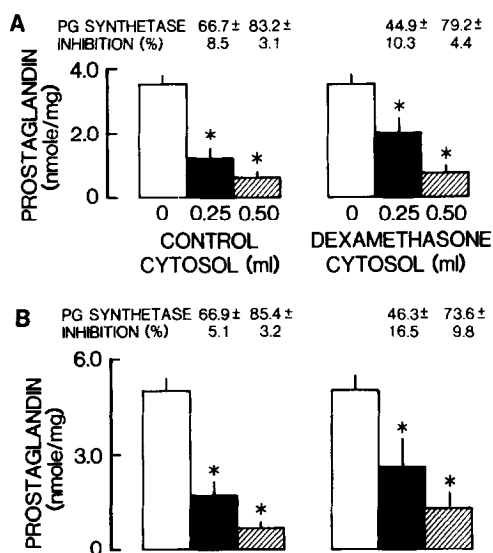 A
PG SYNTHETASE 66.7± 83.2± 44.9± 79.2±
INHIBITION (%) 8.5 3.1 10.3 4.4
PROSTAGLANDIN
(nmole/mg)
4.0
2.0
0
* * * *
0 0.25 0.50 0 0.25 0.50
CONTROL DEXAMETHASONE
CYTOSOL (ml) CYTOSOL (ml)
B
PG SYNTHETASE 66.9± 85.4± 46.3± 73.6±
INHIBITION (%) 5.1 3.2 16.5 9.8
PROSTAGLANDIN
(nmole/mg)
6.0
3.0
0
* * * *